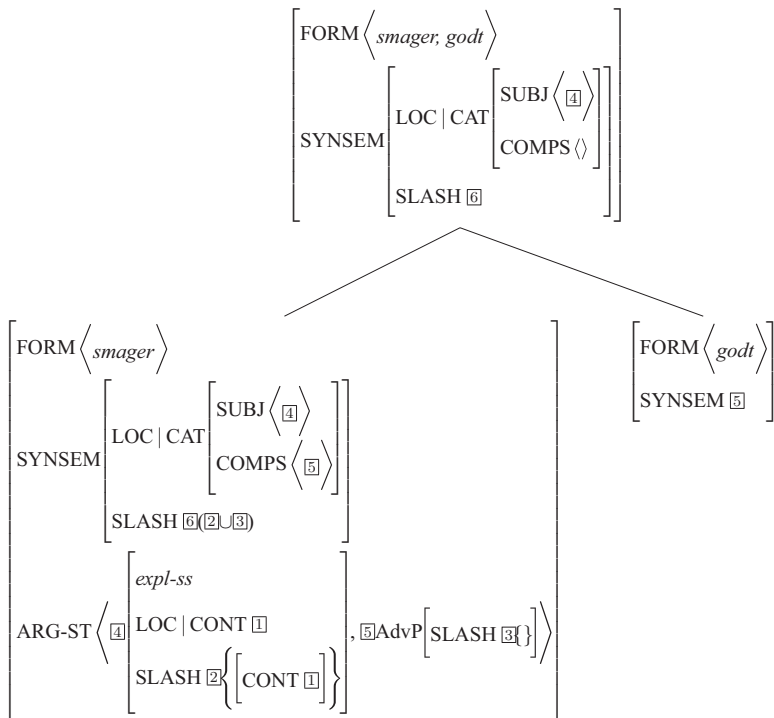 FORM⟨smager, godt⟩
SUBJ⟨4⟩
LOC | CAT
COMPS ⟨⟩
SYNSEM
SLASH 6
FORM⟨smager⟩
SUBJ⟨4⟩
LOC | CAT
COMPS⟨5⟩
SYNSEM
SLASH 6(2∪3)
expl-ss
LOC | CONT 1
ARG-ST⟨4 , 5AdvP[SLASH 3{}]⟩
SLASH 2{[CONT 1]}
FORM⟨godt⟩
SYNSEM 5